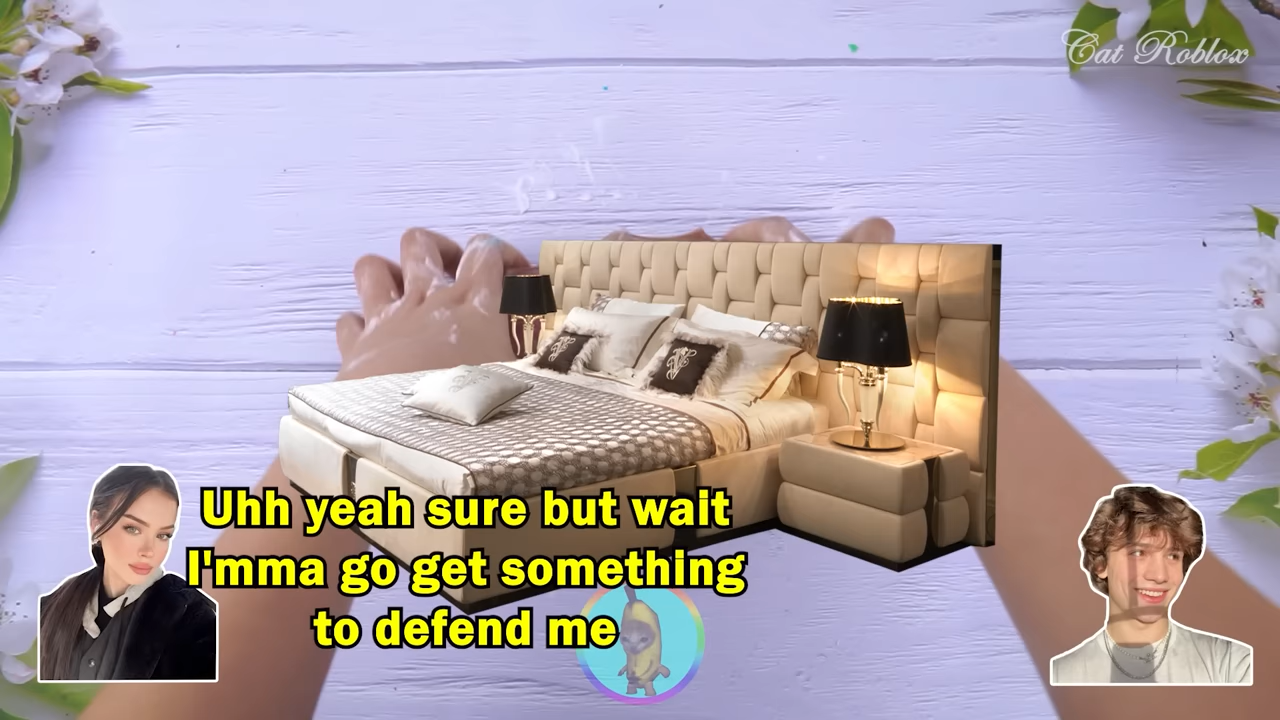 Cat Roblox
Uhh yeah sure but wait
I'mma go get something
to defend me